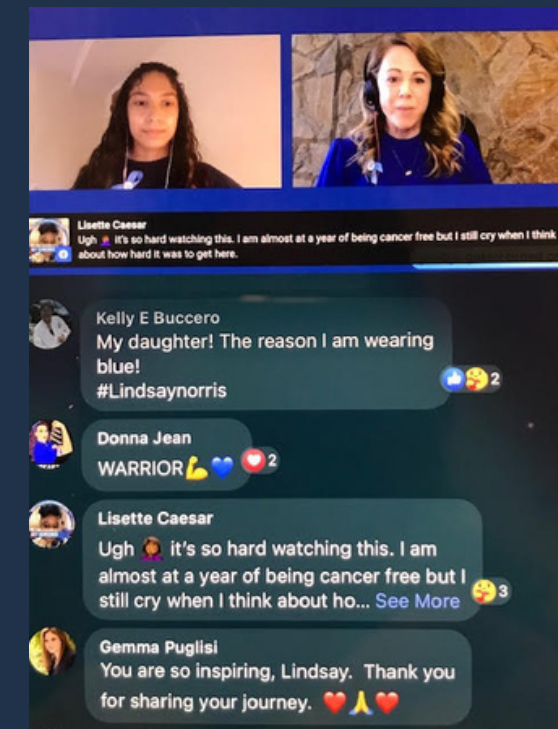 Lisette Caesar
Ugh 🤦🏾‍♀️ it's so hard watching this. I am almost at a year of being cancer free but I still cry when I think
about how hard it was to get here.
Kelly E Buccero
My daughter! The reason I am wearing
blue!
#Lindsaynorris
2
Donna Jean
WARRIOR💪💙
2
Lisette Caesar
Ugh 🤦🏾‍♀️ it's so hard watching this. I am
almost at a year of being cancer free but I
still cry when I think about ho... See More
3
Gemma Puglisi
You are so inspiring, Lindsay. Thank you
for sharing your journey. ❤️🙏❤️